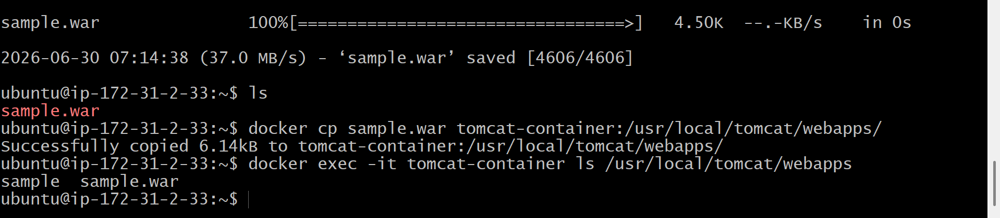 sample.war 100%[=================================>] 4.50K --.-KB/s in 0s
2026-06-30 07:14:38 (37.0 MB/s) - ‘sample.war’ saved [4606/4606]
ubuntu@ip-172-31-2-33:~$ ls
sample.war
ubuntu@ip-172-31-2-33:~$ docker cp sample.war tomcat-container:/usr/local/tomcat/webapps/
Successfully copied 6.14kB to tomcat-container:/usr/local/tomcat/webapps/
ubuntu@ip-172-31-2-33:~$ docker exec -it tomcat-container ls /usr/local/tomcat/webapps
sample  sample.war
ubuntu@ip-172-31-2-33:~$